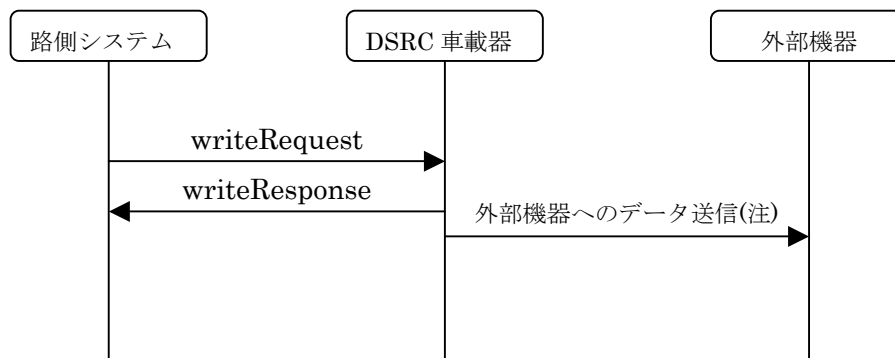 路側システム
DSRC 車載器
外部機器
writeRequest
writeResponse
外部機器へのデータ送信(注)